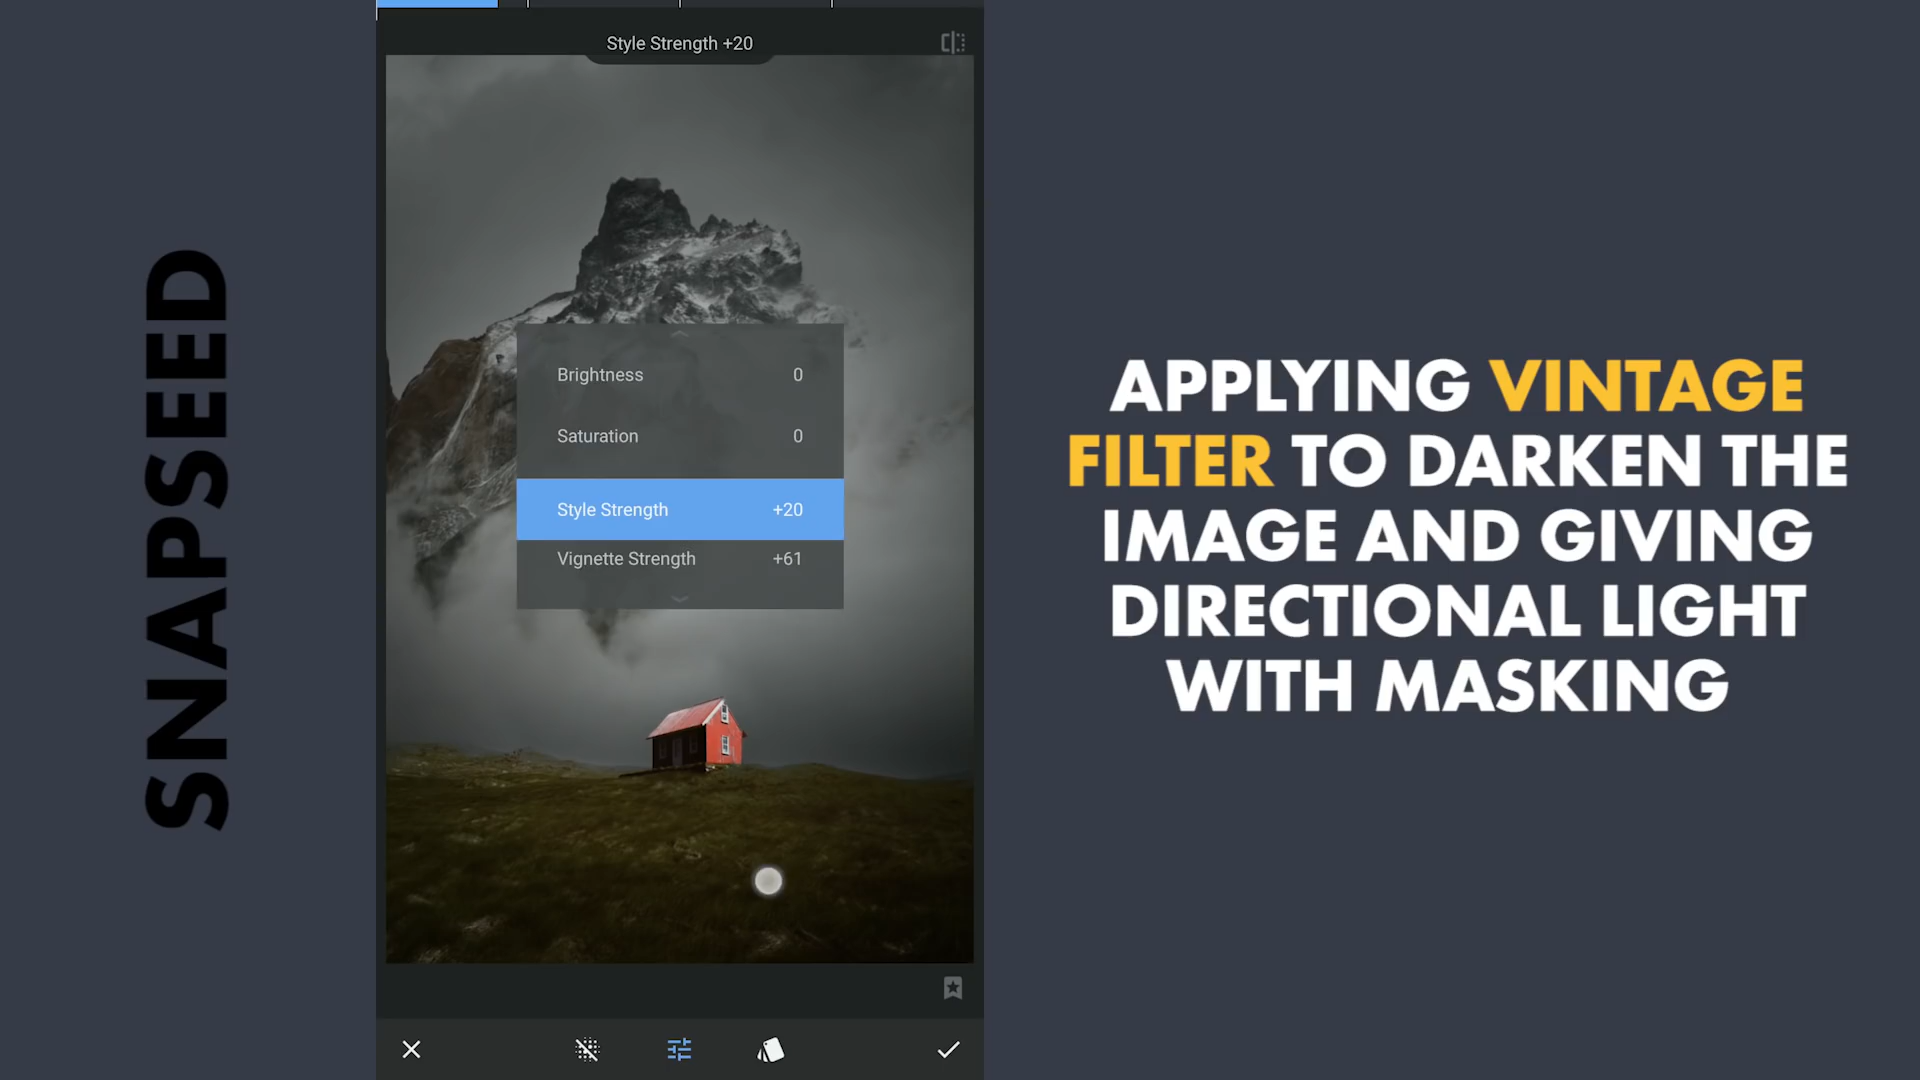 SNAPSEED
Style Strength +20
Brightness 0
Saturation 0
Style Strength +20
Vignette Strength +61
APPLYING VINTAGE
FILTER TO DARKEN THE
IMAGE AND GIVING
DIRECTIONAL LIGHT
WITH MASKING